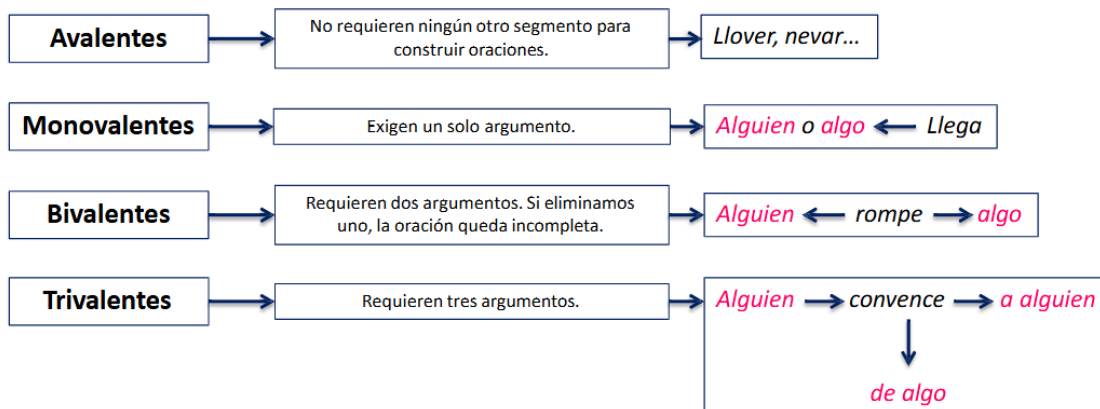 Avalentes
No requieren ningún otro segmento para
construir oraciones.
Llover, nevar...
Monovalentes
Exigen un solo argumento.
Alguien o algo Llega
Bivalentes
Requieren dos argumentos. Si eliminamos
uno, la oración queda incompleta.
Alguien rompe algo
Trivalentes
Requieren tres argumentos.
Alguien convence a alguien
de algo